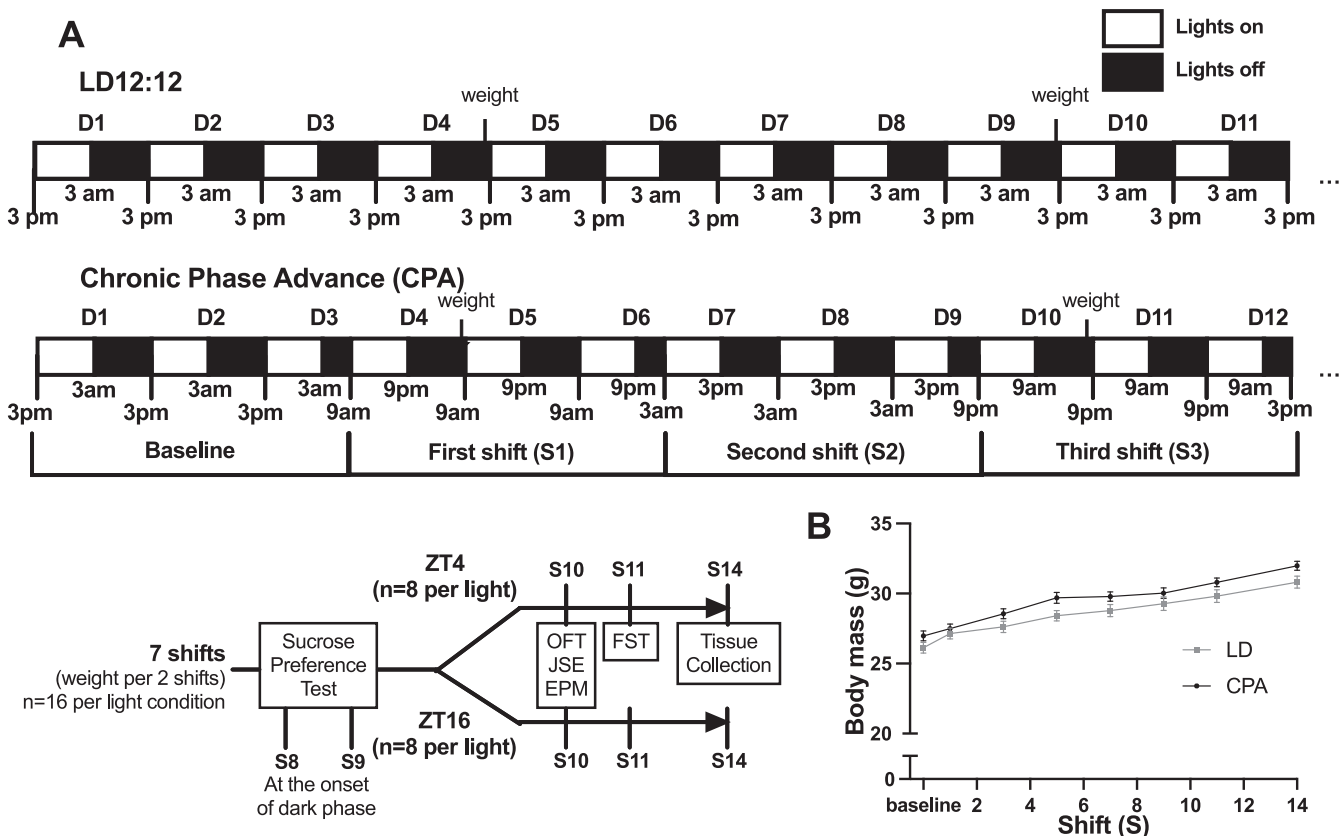 A
Lights on
Lights off
LD12:12
weight weight
D1 D2 D3 D4 D5 D6 D7 D8 D9 D10 D11
3 am 3 am 3 am 3 am 3 am 3 am 3 am 3 am 3 am 3 am 3 am
...
3 pm 3 pm 3 pm 3 pm 3 pm 3 pm 3 pm 3 pm 3 pm 3 pm 3 pm 3 pm
Chronic Phase Advance (CPA)
weight weight
D1 D2 D3 D4 D5 D6 D7 D8 D9 D10 D11 D12
...
3am 3am 3am 9pm 9pm 9pm 3pm 3pm 3pm 9am 9am 9am
3pm 3pm 3pm 9am 9am 9am 3am 3am 3am 9pm 9pm 9pm 3pm
Baseline First shift (S1) Second shift (S2) Third shift (S3)
7 shifts
(weight per 2 shifts)
n=16 per light condition
Sucrose
Preference
Test
S8 S9
At the onset
of dark phase
ZT4
(n=8 per light)
S10 S11 S14
OFT
JSE
EPM
FST
Tissue
Collection
ZT16
(n=8 per light)
S10 S11 S14
B
Body mass (g)
35
30
25
20
0
LD
CPA
baseline 2 4 6 8 10 12 14
Shift (S)